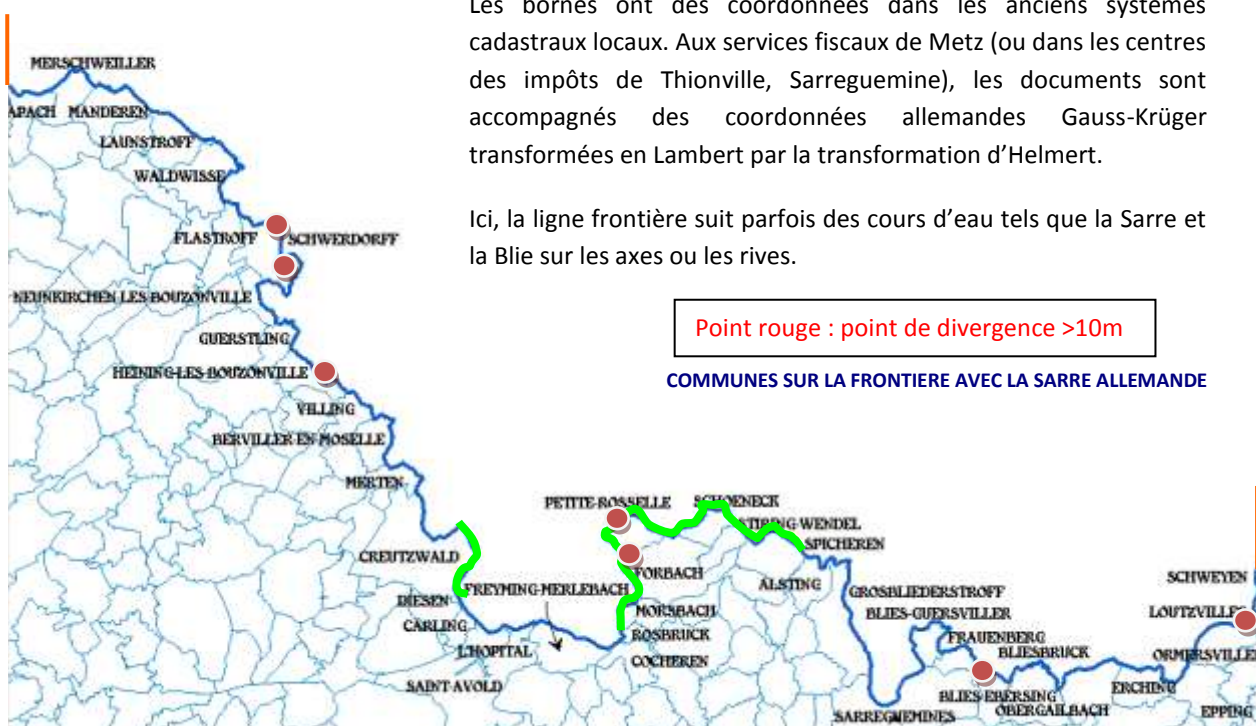 Les bornes ont des coordonnées dans les anciens systèmes
cadastraux locaux. Aux services fiscaux de Metz (ou dans les centres
des impôts de Thionville, Sarreguemine), les documents sont
accompagnés des coordonnées allemandes Gauss-Krüger
transformées en Lambert par la transformation d’Helmert.
Ici, la ligne frontière suit parfois des cours d’eau tels que la Sarre et
la Blie sur les axes ou les rives.
Point rouge : point de divergence >10m
COMMUNES SUR LA FRONTIERE AVEC LA SARRE ALLEMANDE
MERSCHWEILLER
APACH MANDEREN
LAUNSTROFF
WALDWISSE
FLASTROFF SCHWERDORFF
NEUNKIRCHEN LES-BOUZONVILLE
GUERSTLING
HEINING-LES-BOUZONVILLE
VILLING
BERVILLER EN MOSELLE
MERTEN
PETITE-ROSSELLE SCHOENECK
STIRING-WENDEL
SPICHEREN
CREUTZWALD
FORBACH
ALSTING
SCHWEYEN
FREYMING-MERLEBACH
GROSBLIEDERSTROFF
DIESEN
MORSBACH
BLIES-GUERSVILLER
LOUTZVILLE
CARLING
ROSBRUCK
FRAUENBERG
L'HOPITAL
COCHEREN
BLIESBRUCK
ORMERSVILLE
SAINT-AVOLD
BLIES-EBERSING
ERCHING
SARREGUEMINES
OBERGAILBACH
EPPING